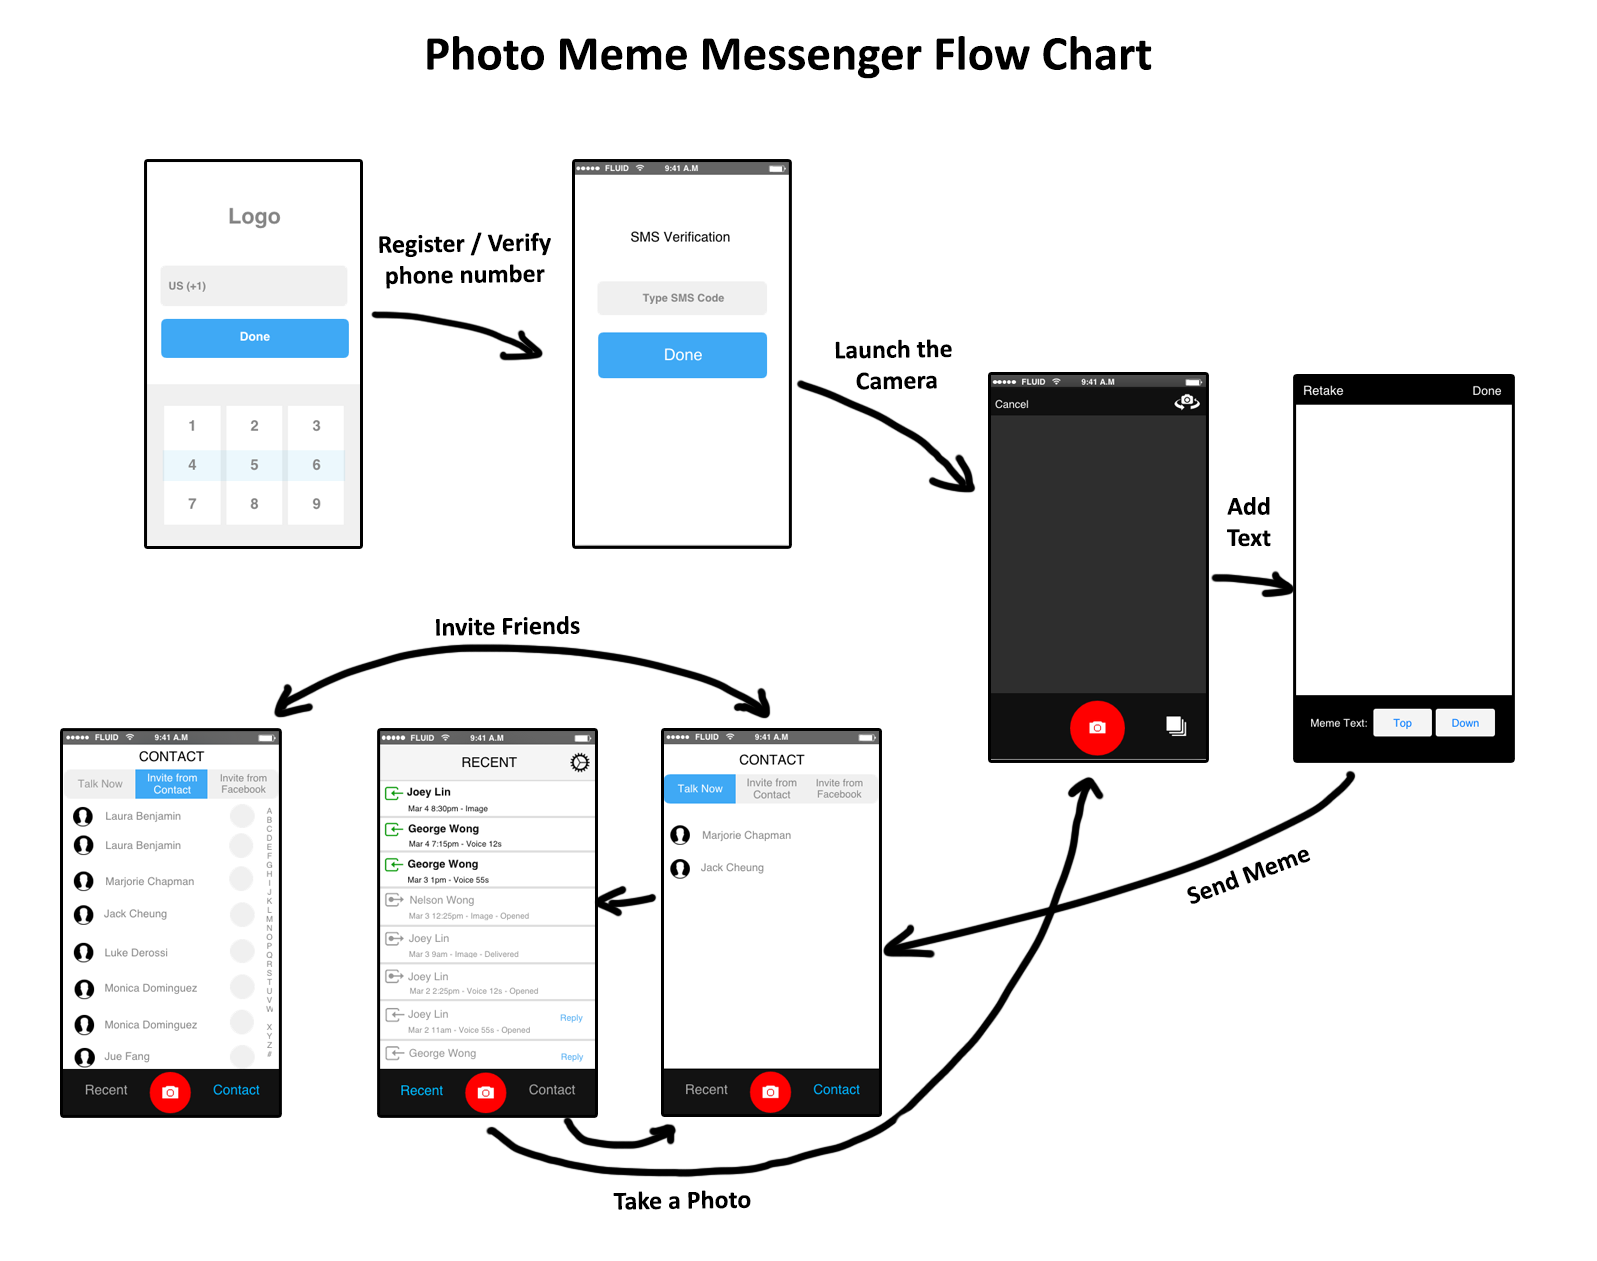 Photo Meme Messenger Flow Chart
Logo
US (+1)
Done
1 2 3
4 5 6
7 8 9
Register / Verify
phone number
FLUID 9:41 A.M
SMS Verification
Type SMS Code
Done
Launch the
Camera
FLUID 9:41 A.M
Cancel
Add
Text
Retake Done
Meme Text: Top Down
Invite Friends
FLUID 9:41 A.M
CONTACT
Talk Now
Invite from
Contact
Invite from
Facebook
Laura Benjamin
Laura Benjamin
Marjorie Chapman
Jack Cheung
Luke Derossi
Monica Dominguez
Monica Dominguez
Jue Fang
A
B
C
D
E
F
G
H
I
J
K
L
M
N
O
P
Q
R
S
T
U
V
W
X
Y
Z
#
Recent Contact
FLUID 9:41 A.M
RECENT
Joey Lin
Mar 4 8:30pm - Image
George Wong
Mar 4 7:15pm - Voice 12s
George Wong
Mar 3 1pm - Voice 55s
Nelson Wong
Mar 3 12:25pm - Image - Opened
Joey Lin
Mar 3 9am - Image - Delivered
Joey Lin
Mar 2 2:25pm - Voice 12s - Opened
Joey Lin
Mar 2 11am - Voice 55s - Opened
Reply
George Wong
Reply
Recent Contact
FLUID 9:41 A.M
CONTACT
Talk Now
Invite from
Contact
Invite from
Facebook
Marjorie Chapman
Jack Cheung
Recent Contact
Send Meme
Take a Photo